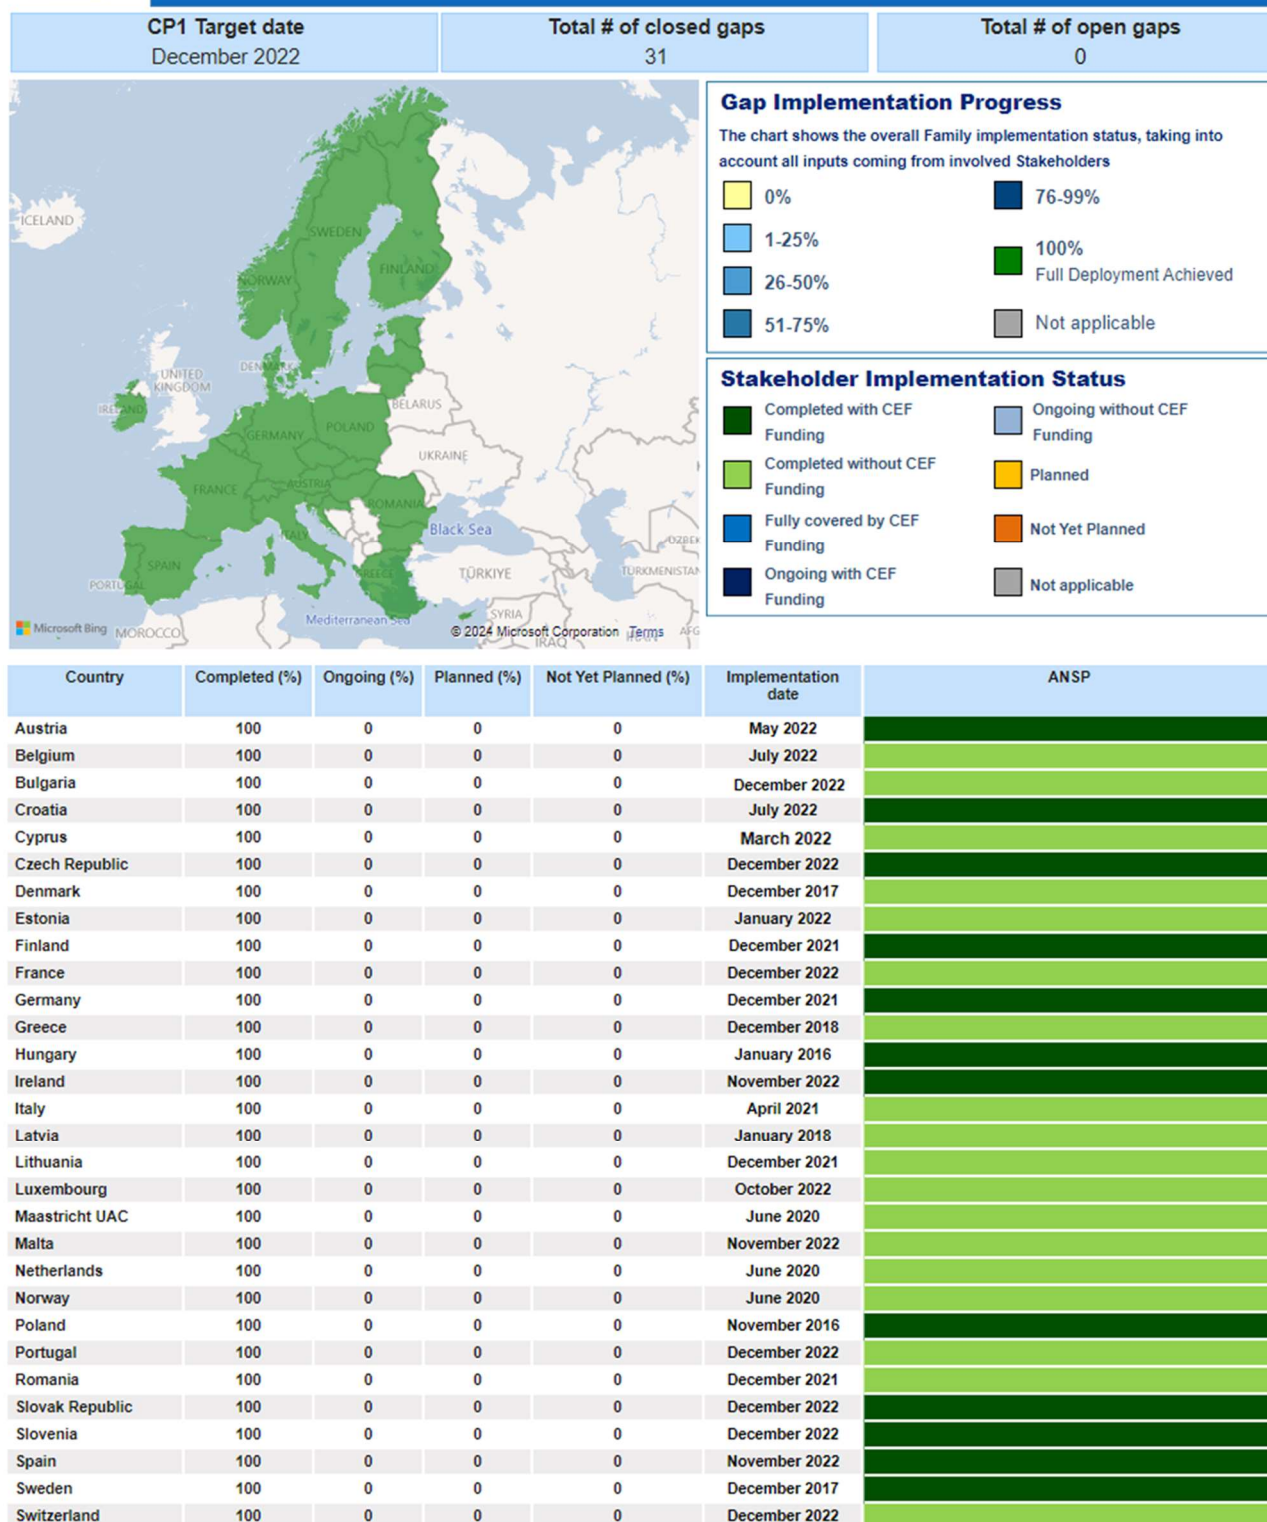 CP1 Target date
December 2022
Total # of closed gaps
31
Total # of open gaps
0
ICELAND
SWEDEN
NORWAY
FINLAND
DENMARK
UNITED
KINGDOM
IRELAND
BELARUS
POLAND
GERMANY
UKRAINE
FRANCE
AUSTRIA
ROMANIA
ITALY
Black Sea
SPAIN
PORTUGAL
GREECE
TÜRKIYE
UZBEK
TURKMENISTAN
SYRIA
Mediterranean Sea
MOROCCO
IRAQ
IRAN
AFG
Microsoft Bing
© 2024 Microsoft Corporation Terms
Gap Implementation Progress
The chart shows the overall Family implementation status, taking into
account all inputs coming from involved Stakeholders
0%
1-25%
26-50%
51-75%
76-99%
100%
Full Deployment Achieved
Not applicable
Stakeholder Implementation Status
Completed with CEF
Funding
Completed without CEF
Funding
Fully covered by CEF
Funding
Ongoing with CEF
Funding
Ongoing without CEF
Funding
Planned
Not Yet Planned
Not applicable
Country Completed (%) Ongoing (%) Planned (%) Not Yet Planned (%) Implementation date ANSP
Austria 100 0 0 0 May 2022
Belgium 100 0 0 0 July 2022
Bulgaria 100 0 0 0 December 2022
Croatia 100 0 0 0 July 2022
Cyprus 100 0 0 0 March 2022
Czech Republic 100 0 0 0 December 2022
Denmark 100 0 0 0 December 2017
Estonia 100 0 0 0 January 2022
Finland 100 0 0 0 December 2021
France 100 0 0 0 December 2022
Germany 100 0 0 0 December 2021
Greece 100 0 0 0 December 2018
Hungary 100 0 0 0 January 2016
Ireland 100 0 0 0 November 2022
Italy 100 0 0 0 April 2021
Latvia 100 0 0 0 January 2018
Lithuania 100 0 0 0 December 2021
Luxembourg 100 0 0 0 October 2022
Maastricht UAC 100 0 0 0 June 2020
Malta 100 0 0 0 November 2022
Netherlands 100 0 0 0 June 2020
Norway 100 0 0 0 June 2020
Poland 100 0 0 0 November 2016
Portugal 100 0 0 0 December 2022
Romania 100 0 0 0 December 2021
Slovak Republic 100 0 0 0 December 2022
Slovenia 100 0 0 0 December 2022
Spain 100 0 0 0 November 2022
Sweden 100 0 0 0 December 2017
Switzerland 100 0 0 0 December 2022